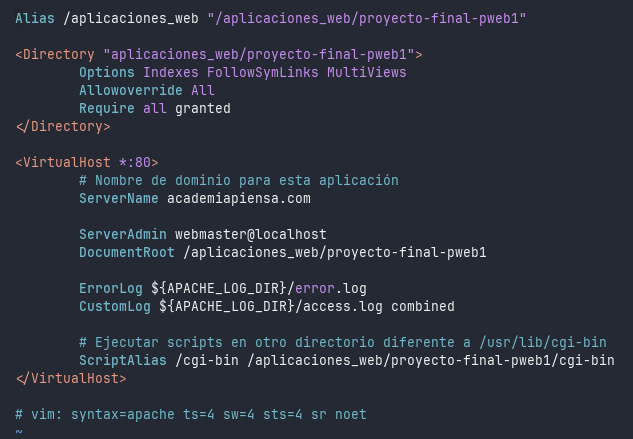 Alias /aplicaciones_web "/aplicaciones_web/proyecto-final-pweb1"

<Directory "aplicaciones_web/proyecto-final-pweb1">
        Options Indexes FollowSymLinks MultiViews
        Allowoverride All
        Require all granted
</Directory>

<VirtualHost *:80>
        # Nombre de dominio para esta aplicación
        ServerName academiapiensa.com

        ServerAdmin webmaster@localhost
        DocumentRoot /aplicaciones_web/proyecto-final-pweb1

        ErrorLog ${APACHE_LOG_DIR}/error.log
        CustomLog ${APACHE_LOG_DIR}/access.log combined

        # Ejecutar scripts en otro directorio diferente a /usr/lib/cgi-bin
        ScriptAlias /cgi-bin /aplicaciones_web/proyecto-final-pweb1/cgi-bin
</VirtualHost>

# vim: syntax=apache ts=4 sw=4 sts=4 sr noet
~